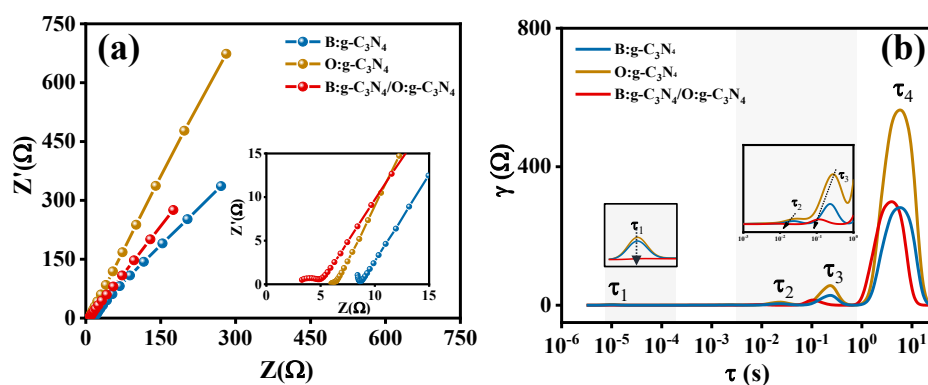 (a)
B:g-C₃N₄
O:g-C₃N₄
B:g-C₃N₄/O:g-C₃N₄
Z'(Ω)
750
600
450
300
150
0
0 150 300 450 600 750
Z(Ω)
Z'(Ω)
15
10
5
0
0 5 10 15
Z(Ω)
(b)
B:g-C₃N₄
O:g-C₃N₄
B:g-C₃N₄/O:g-C₃N₄
γ (Ω)
800
400
0
τ₁
τ₂
τ₃
τ₄
τ₁
τ₂
τ₃
10⁻⁶ 10⁻⁵ 10⁻⁴ 10⁻³ 10⁻² 10⁻¹ 10⁰ 10¹
τ (s)